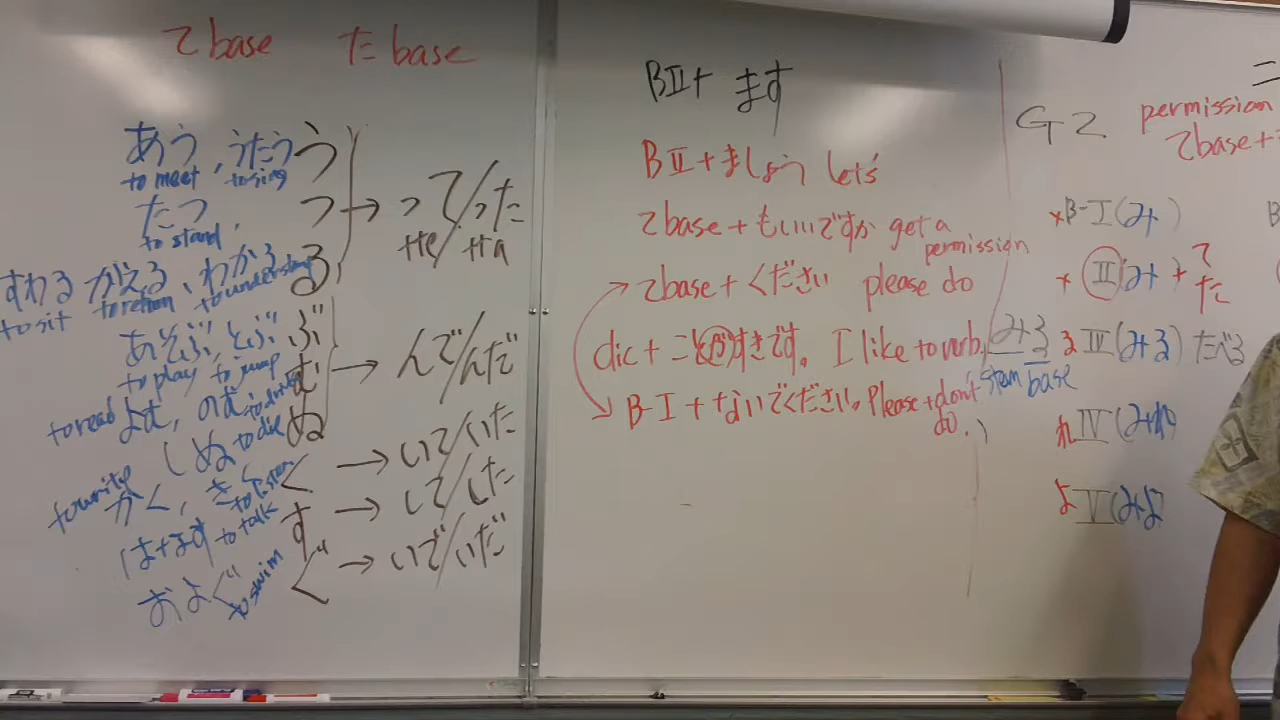 てbase たbase
あう, うたう う
to meet to sing
たつ, つ → って/った
to stand tte/tta
すわる かえる、わかる る
to sit to return to understand
あそぶ, とぶ ぶ
to play to jump → んで/んだ
to read よむ, のむ to drink む
しぬ to die ぬ
to write かく, きく to listen く → いて/いた
はなす to talk す → して/した
およぐ to swim ぐ → いで/いだ
BⅡ+ ます
BⅡ+ましょう let's
てbase + もいいですか get a permission
てbase + ください please do
dic + ことがすきです。 I like to verb.
B-I + ないでください。 Please + don't do.
み+る
stem base
G2 permission
てbase+
×B-I(み )
× Ⅱ(み + て た
る Ⅲ(みる) たべる
れ Ⅳ(みれ
よ Ⅴ(みよ